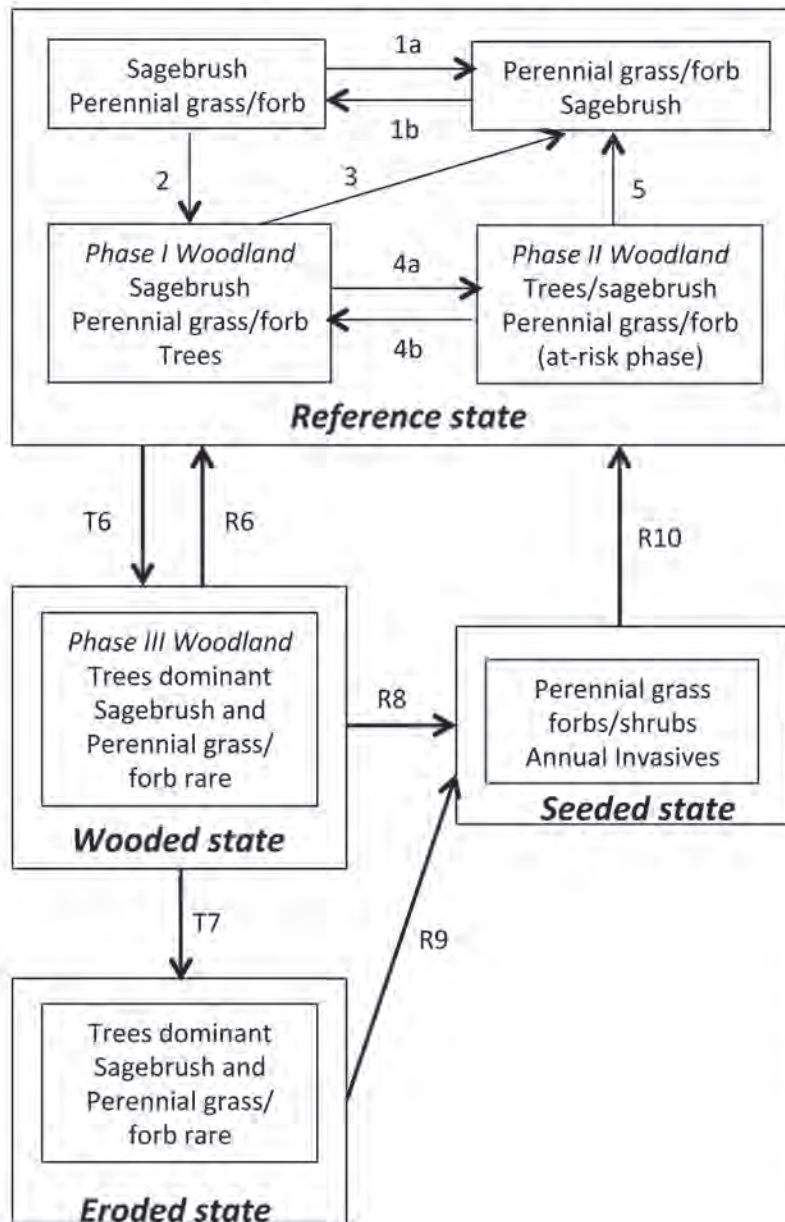 Sagebrush
Perennial grass/forb
1a
1b
Perennial grass/forb
Sagebrush
2
3
5
Phase I Woodland
Sagebrush
Perennial grass/forb
Trees
4a
4b
Phase II Woodland
Trees/sagebrush
Perennial grass/forb
(at-risk phase)
Reference state
T6
R6
R10
Phase III Woodland
Trees dominant
Sagebrush and
Perennial grass/
forb rare
Wooded state
R8
Perennial grass
forbs/shrubs
Annual Invasives
Seeded state
T7
R9
Trees dominant
Sagebrush and
Perennial grass/
forb rare
Eroded state